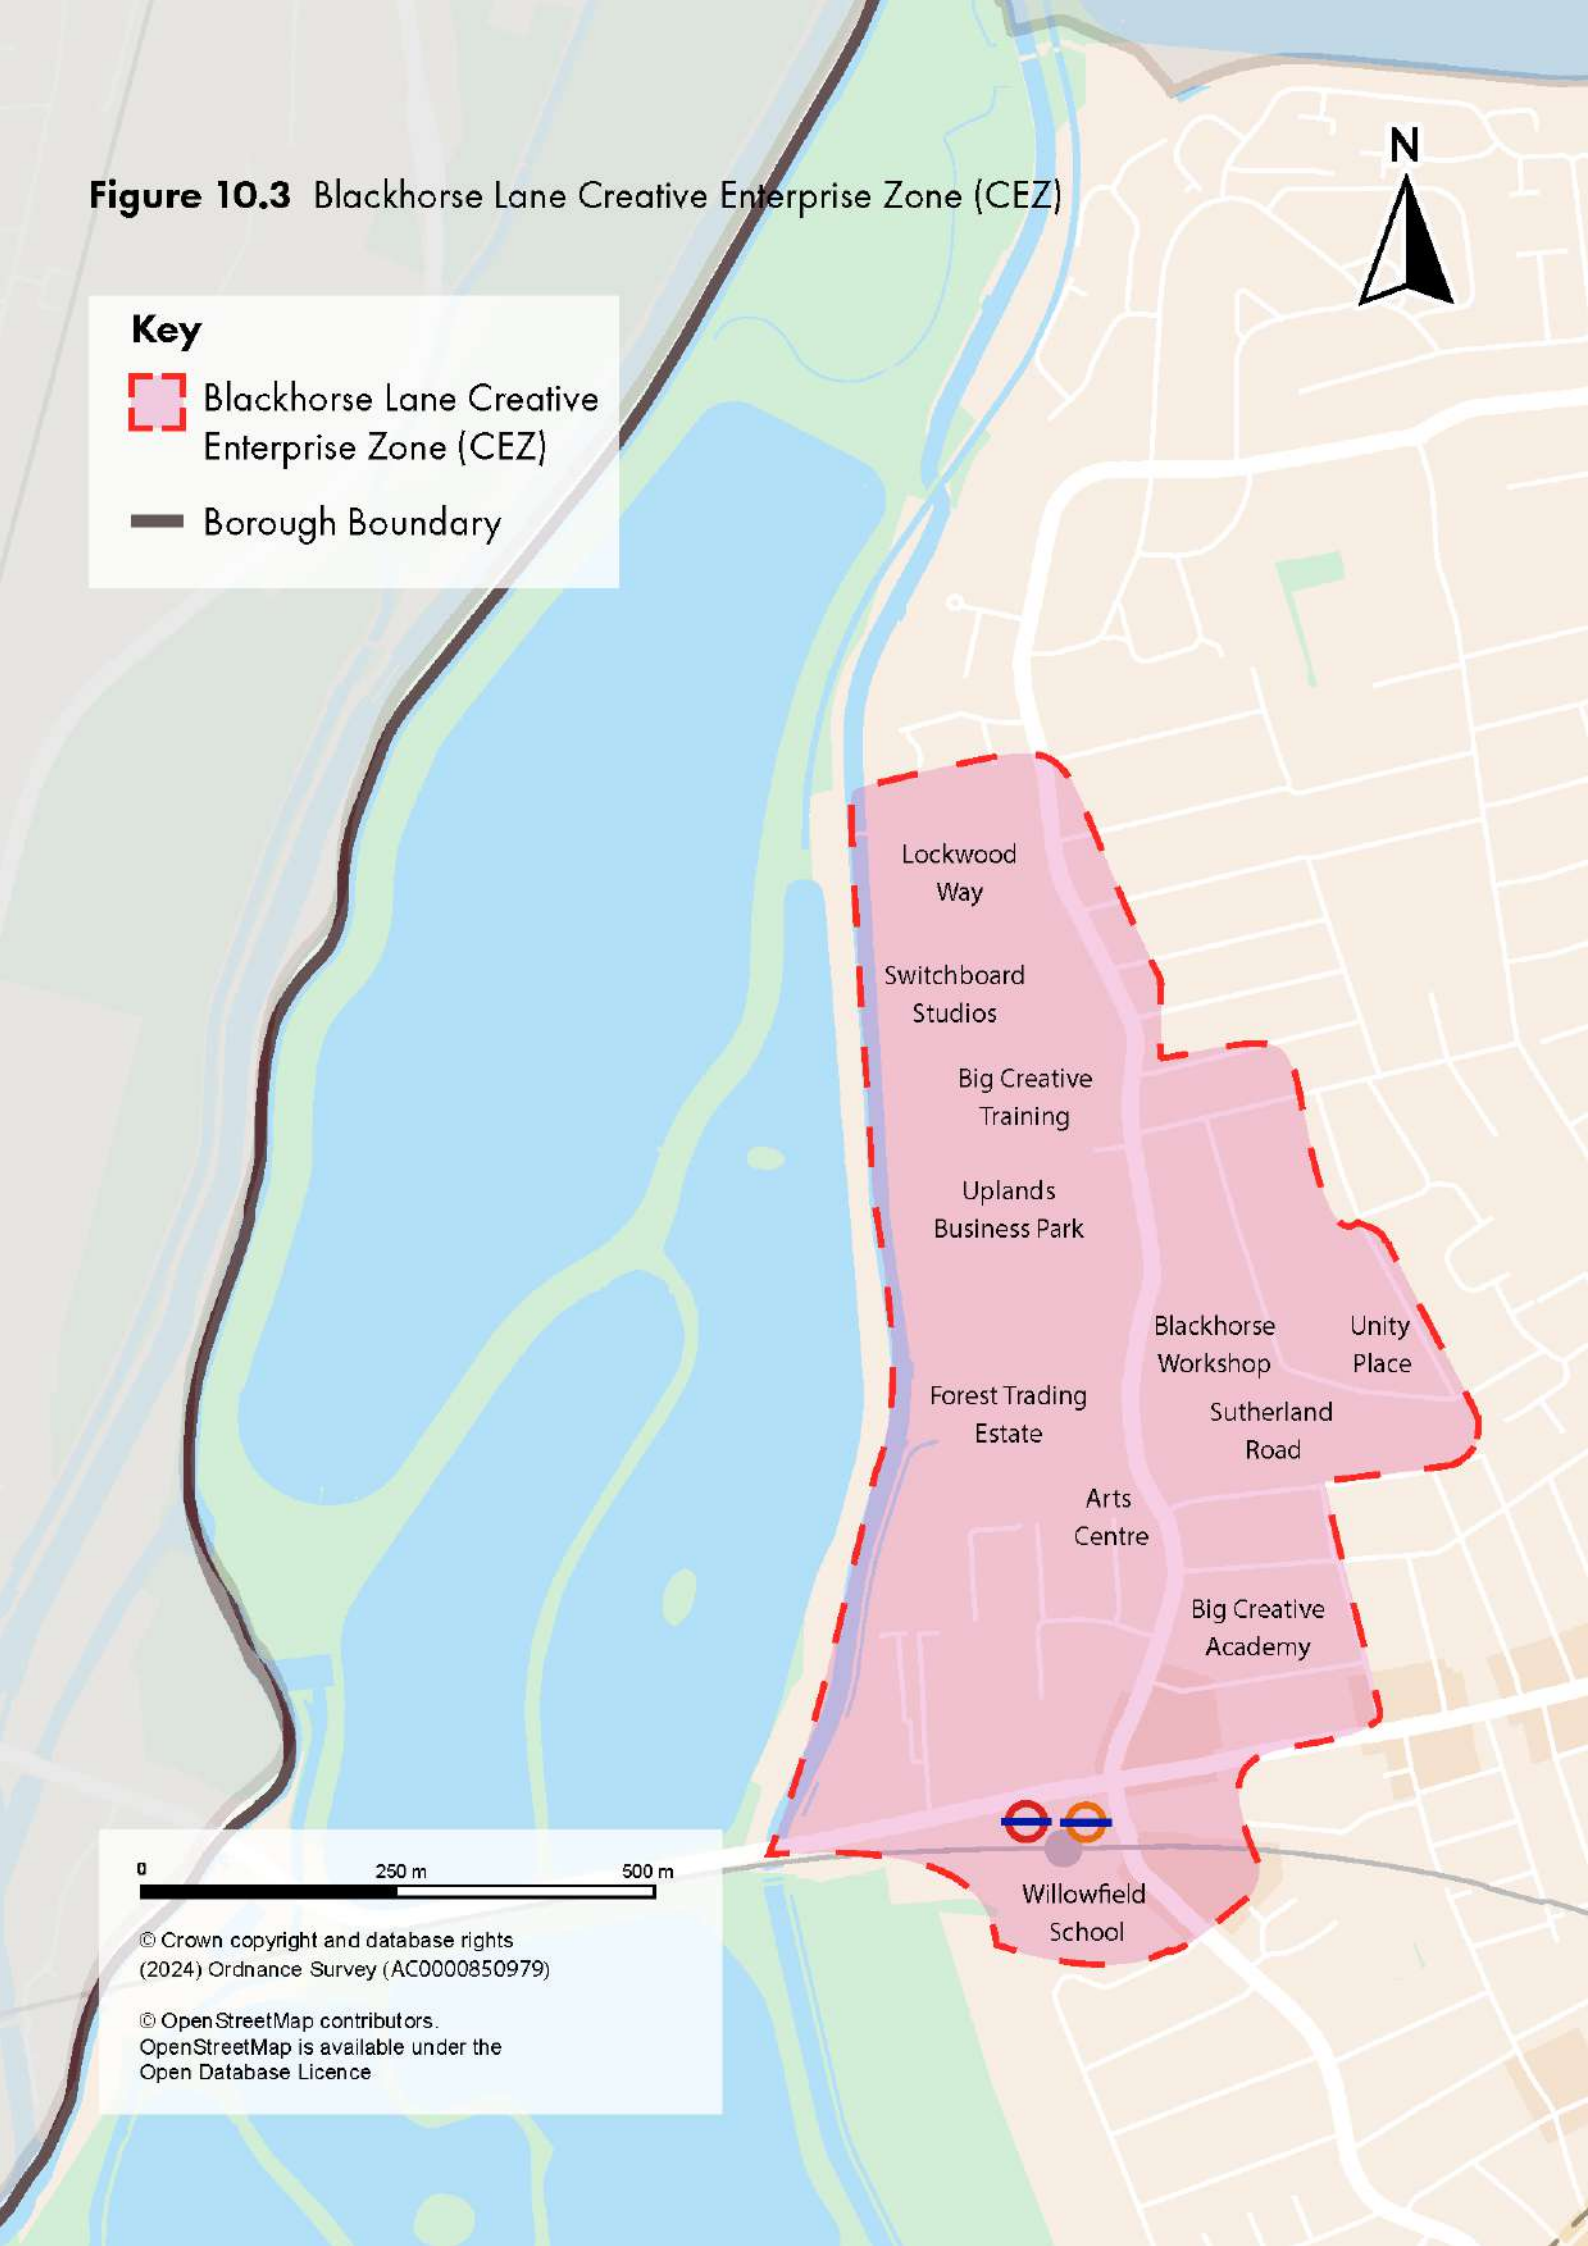 N
Figure 10.3 Blackhorse Lane Creative Enterprise Zone (CEZ)
Key
Blackhorse Lane Creative
Enterprise Zone (CEZ)
Borough Boundary
Lockwood
Way
Switchboard
Studios
Big Creative
Training
Uplands
Business Park
Blackhorse
Workshop
Unity
Place
Forest Trading
Estate
Sutherland
Road
Arts
Centre
Big Creative
Academy
Willowfield
School
0 250 m 500 m
© Crown copyright and database rights
(2024) Ordnance Survey (AC0000850979)
© OpenStreetMap contributors.
OpenStreetMap is available under the
Open Database Licence